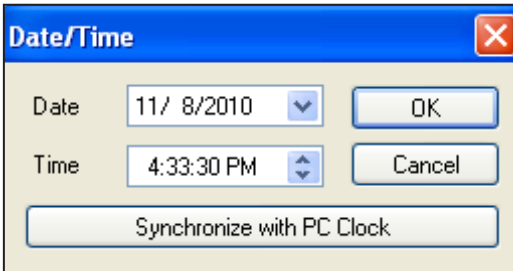 Date/Time
Date 11/ 8/2010 OK
Time 4:33:30 PM Cancel
Synchronize with PC Clock